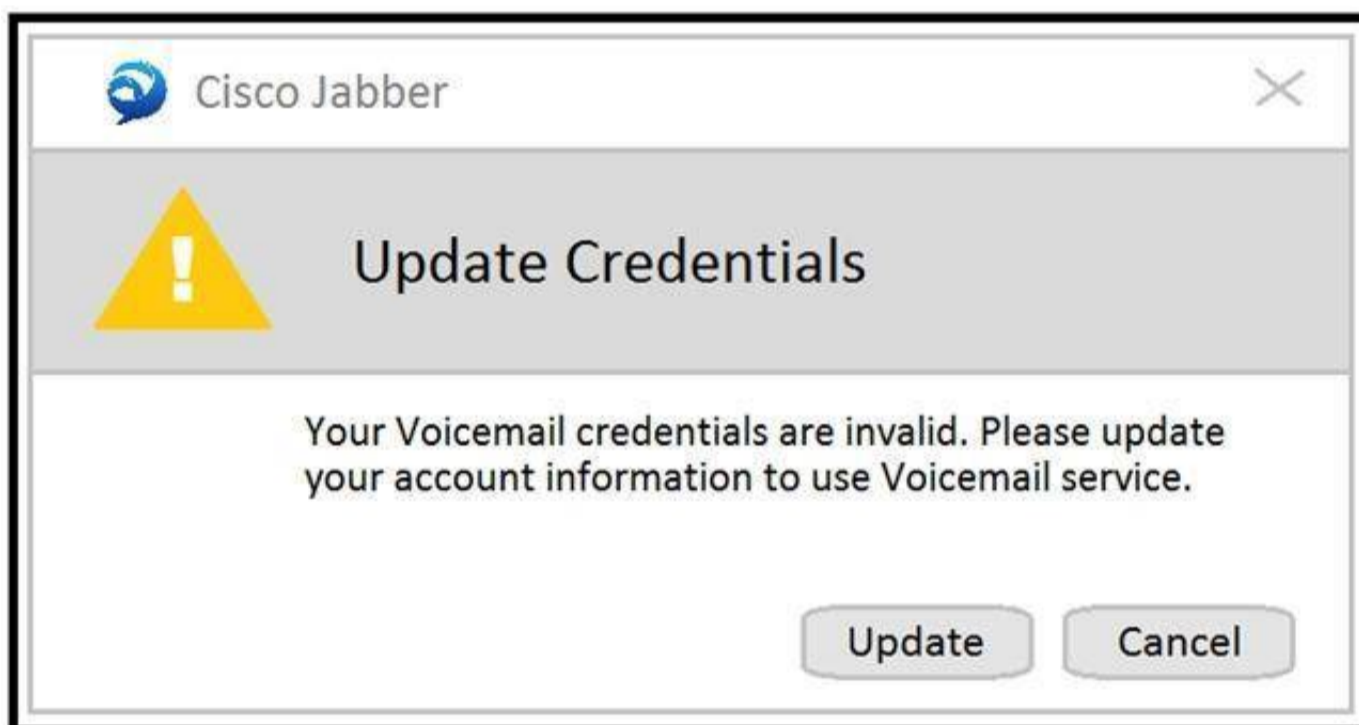 Cisco Jabber
!
Update Credentials
Your Voicemail credentials are invalid. Please update
your account information to use Voicemail service.
Update
Cancel